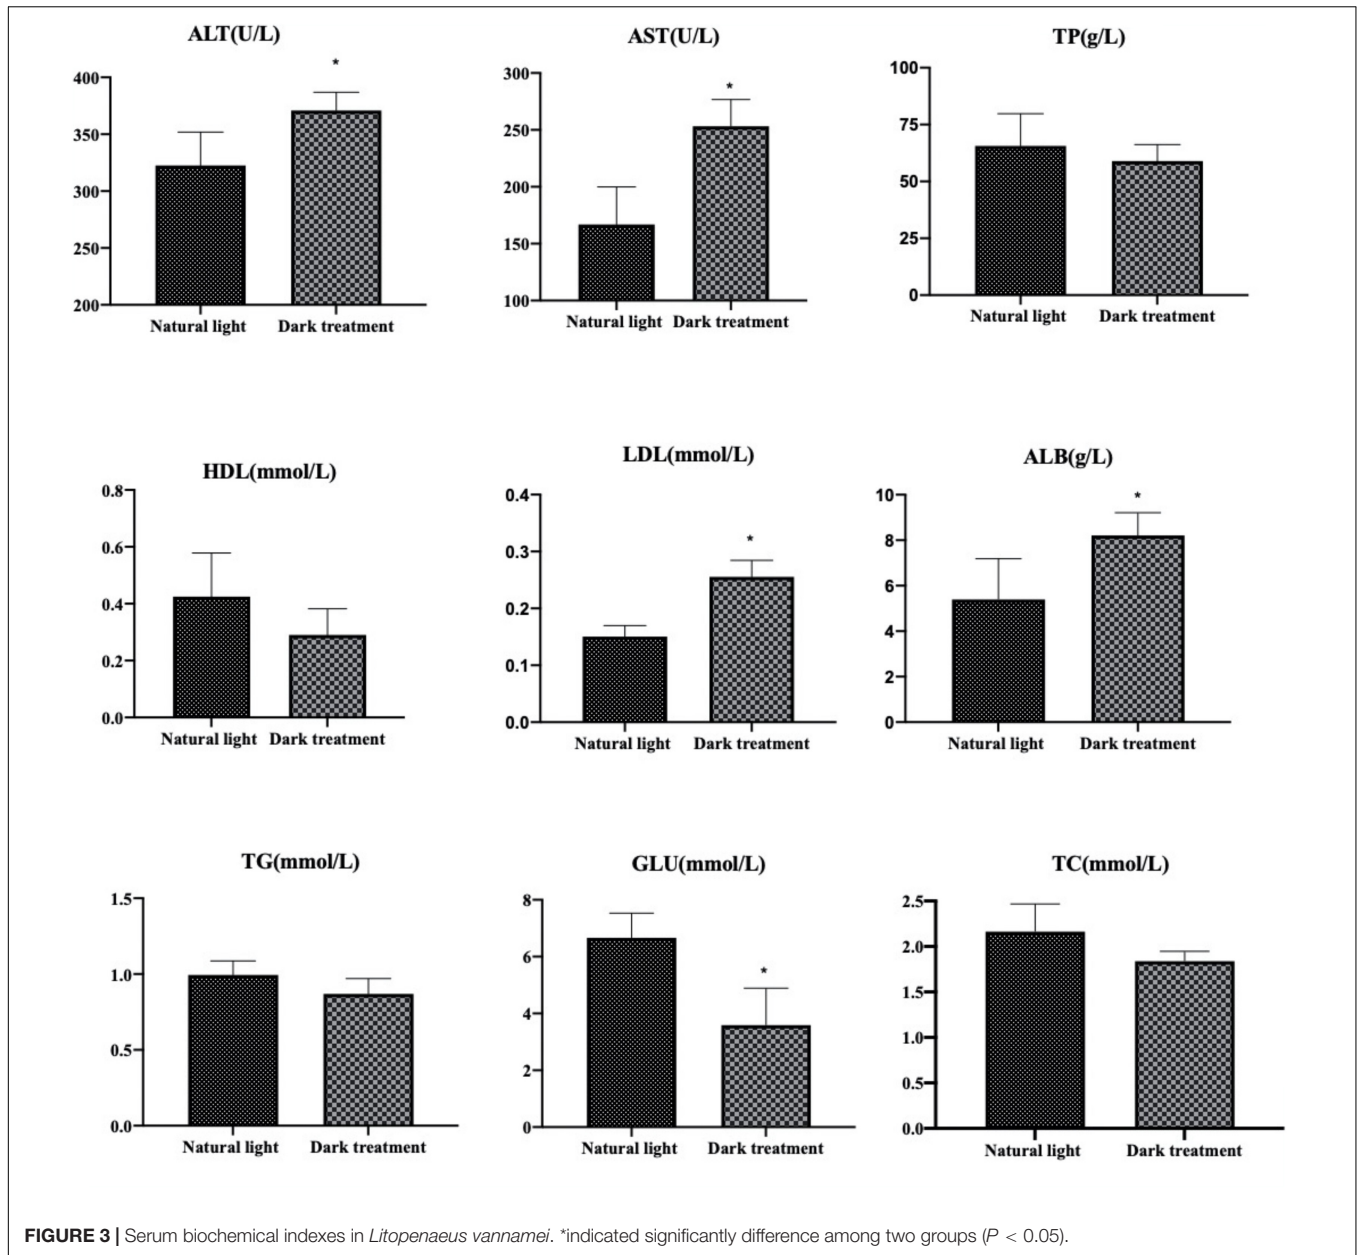 ALT(U/L)
*
400
350
300
250
200
Natural light
Dark treatment
AST(U/L)
*
300
250
200
150
100
Natural light
Dark treatment
TP(g/L)
100
75
50
25
0
Natural light
Dark treatment
HDL(mmol/L)
0.8
0.6
0.4
0.2
0.0
Natural light
Dark treatment
LDL(mmol/L)
*
0.4
0.3
0.2
0.1
0.0
Natural light
Dark treatment
ALB(g/L)
*
10
8
6
4
2
0
Natural light
Dark treatment
TG(mmol/L)
1.5
1.0
0.5
0.0
Natural light
Dark treatment
GLU(mmol/L)
*
8
6
4
2
0
Natural light
Dark treatment
TC(mmol/L)
2.5
2.0
1.5
1.0
0.5
0.0
Natural light
Dark treatment
FIGURE 3 | Serum biochemical indexes in Litopenaeus vannamei. *indicated significantly difference among two groups (P < 0.05).